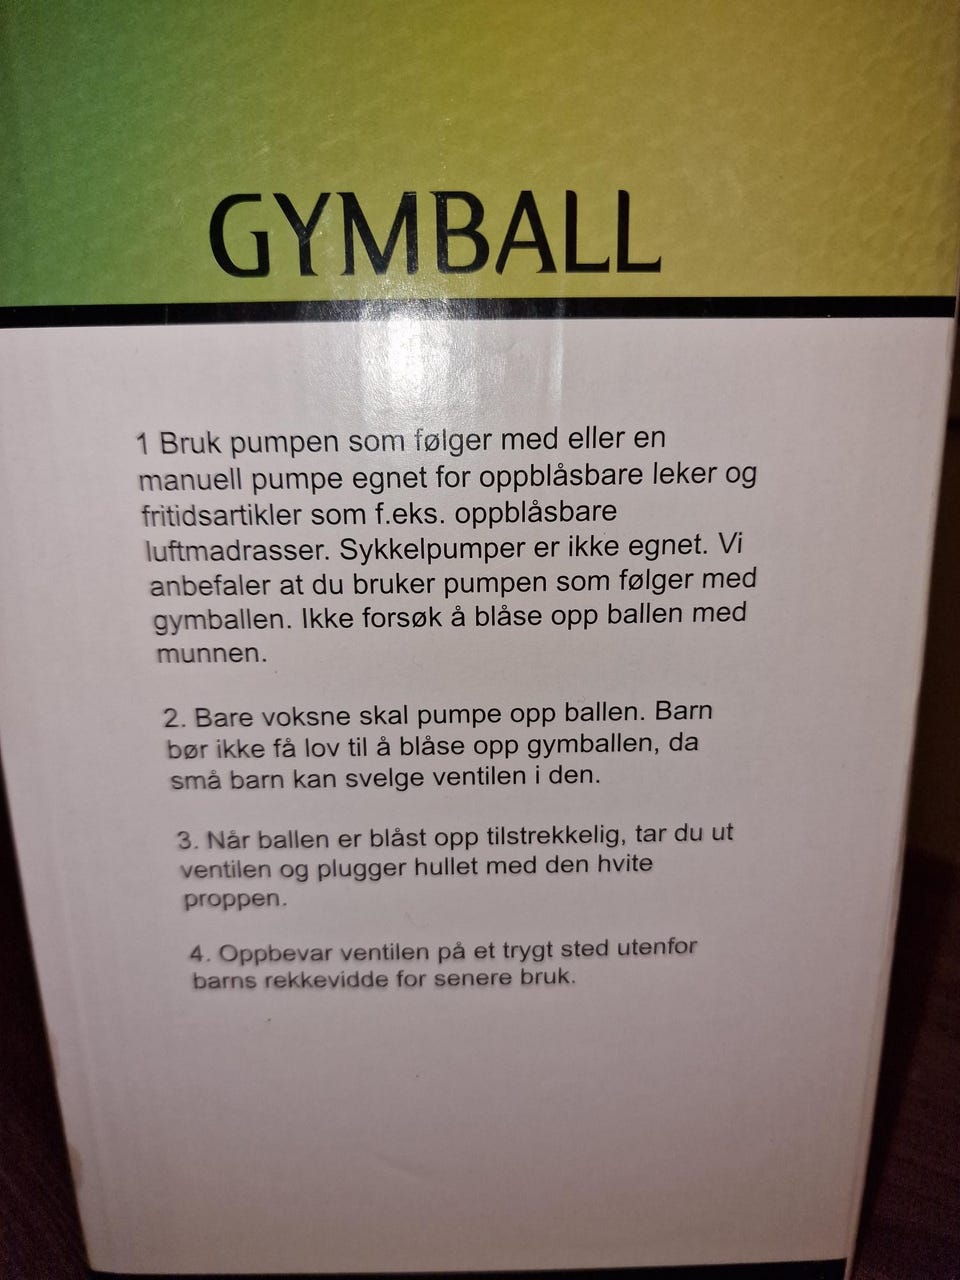 GYMBALL
1 Bruk pumpen som følger med eller en
manuell pumpe egnet for oppblåsbare leker og
fritidsartikler som f.eks. oppblåsbare
luftmadrasser. Sykkelpumper er ikke egnet. Vi
anbefaler at du bruker pumpen som følger med
gymballen. Ikke forsøk å blåse opp ballen med
munnen.
2. Bare voksne skal pumpe opp ballen. Barn
bør ikke få lov til å blåse opp gymballen, da
små barn kan svelge ventilen i den.
3. Når ballen er blåst opp tilstrekkelig, tar du ut
ventilen og plugger hullet med den hvite
proppen.
4. Oppbevar ventilen på et trygt sted utenfor
barns rekkevidde for senere bruk.